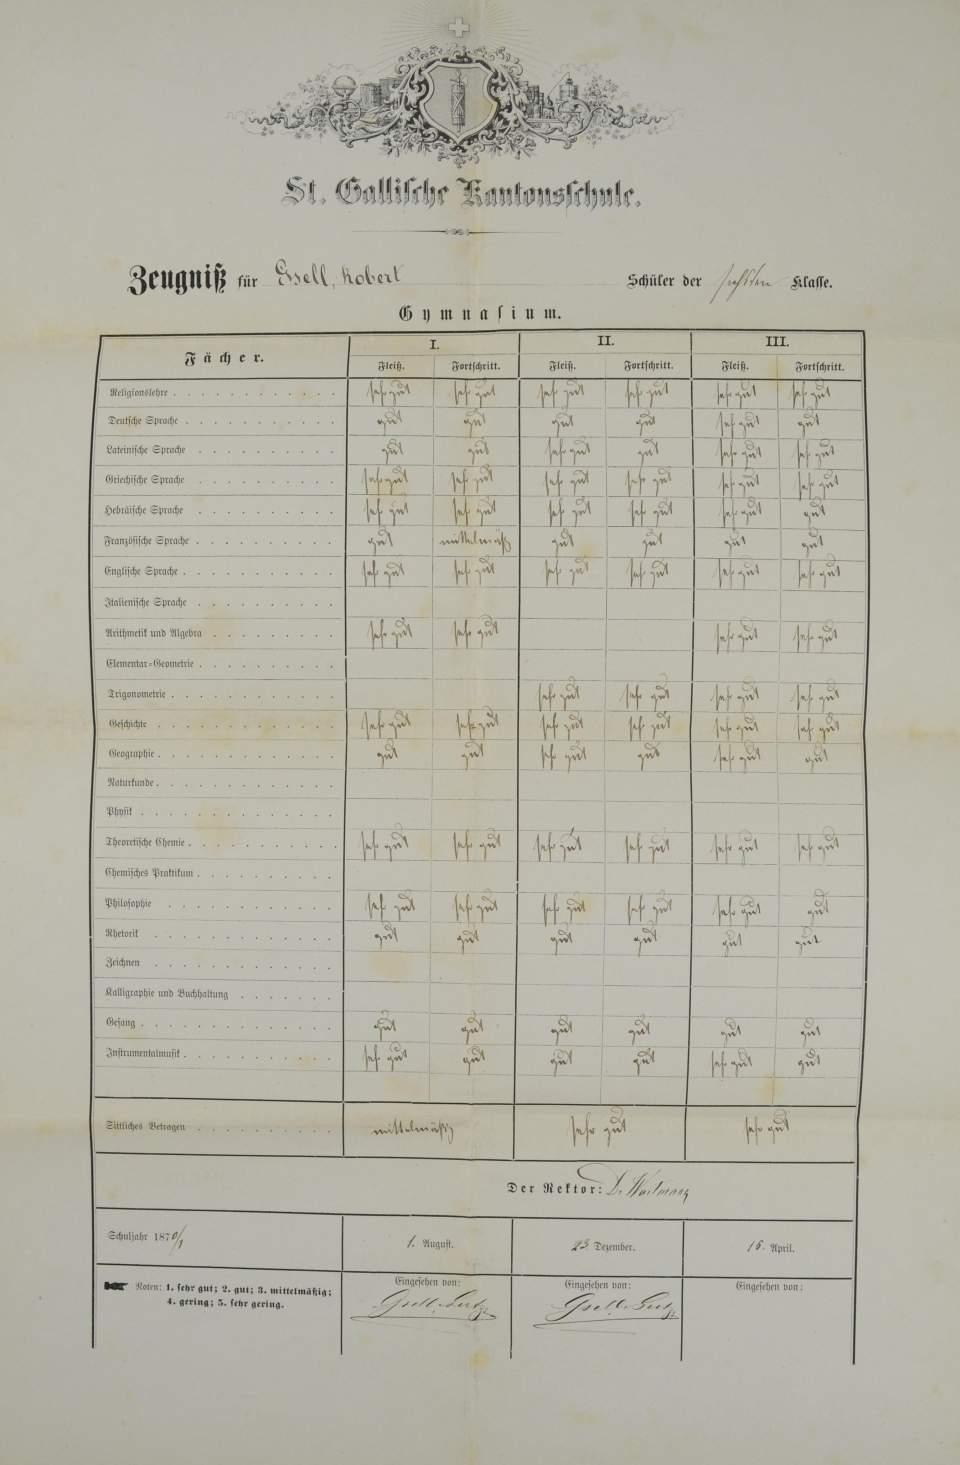 St. Galliſche Kantonsſchule.
Zeugniß für Gsell, Robert Schüler der sechsten Klaſſe.
Gymnaſium.
Fächer. I. II. III.
Fleiß. Fortſchritt. Fleiß. Fortſchritt. Fleiß. Fortſchritt.
Religionslehre sehr gut sehr gut sehr gut sehr gut sehr gut sehr gut
Deutſche Sprache gut gut gut gut sehr gut gut
Lateiniſche Sprache gut gut sehr gut gut sehr gut sehr gut
Griechiſche Sprache sehr gut sehr gut sehr gut sehr gut sehr gut sehr gut
Hebräiſche Sprache sehr gut sehr gut sehr gut sehr gut sehr gut gut
Franzöſiſche Sprache gut mittelmäßig gut gut gut gut
Engliſche Sprache sehr gut sehr gut sehr gut sehr gut sehr gut sehr gut
Italieniſche Sprache
Arithmetik und Algebra sehr gut sehr gut sehr gut sehr gut
Elementar-Geometrie
Trigonometrie sehr gut sehr gut sehr gut sehr gut
Geſchichte sehr gut sehr gut sehr gut sehr gut sehr gut sehr gut
Geographie gut gut sehr gut gut sehr gut gut
Naturkunde
Phyſik
Theoretiſche Chemie sehr gut sehr gut sehr gut sehr gut sehr gut sehr gut
Chemiſches Praktikum
Philoſophie sehr gut sehr gut sehr gut sehr gut sehr gut gut
Rhetorik gut gut gut gut gut gut
Zeichnen
Kalligraphie und Buchhaltung
Geſang gut gut gut gut gut gut
Inſtrumentalmuſik sehr gut gut gut gut sehr gut gut
Sittliches Betragen mittelmäßig sehr gut sehr gut
Der Rektor: Dr Wartmann
Schuljahr 1870/1 1. Auguſt. 23 Dezember. 15. April.
Noten: 1. ſehr gut; 2. gut; 3. mittelmäßig;
4. gering; 5. ſehr gering.
Eingeſehen von: Eingeſehen von: Eingeſehen von:
Gsell-Lutz Gsell-Lutz